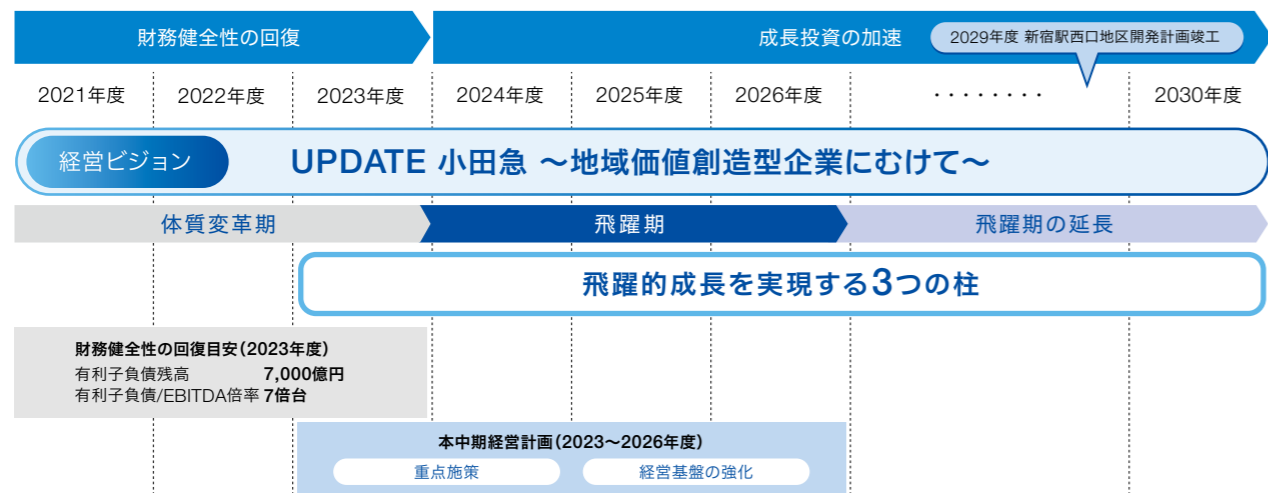 財務健全性の回復
成長投資の加速
2029年度 新宿駅西口地区開発計画竣工
2021年度
2022年度
2023年度
2024年度
2025年度
2026年度
・・・・・・・・
2030年度
経営ビジョン
UPDATE 小田急 ～地域価値創造型企業にむけて～
体質変革期
飛躍期
飛躍期の延長
飛躍的成長を実現する3つの柱
財務健全性の回復目安（2023年度）
有利子負債残高 7,000億円
有利子負債/EBITDA倍率 7倍台
本中期経営計画（2023～2026年度）
重点施策
経営基盤の強化